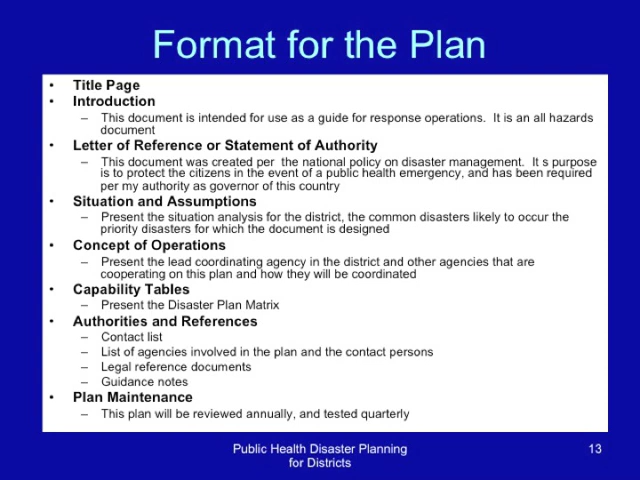 Format for the Plan
• Title Page
• Introduction
– This document is intended for use as a guide for response operations. It is an all hazards
document
• Letter of Reference or Statement of Authority
– This document was created per the national policy on disaster management. It s purpose
is to protect the citizens in the event of a public health emergency, and has been required
per my authority as governor of this country
• Situation and Assumptions
– Present the situation analysis for the district, the common disasters likely to occur the
priority disasters for which the document is designed
• Concept of Operations
– Present the lead coordinating agency in the district and other agencies that are
cooperating on this plan and how they will be coordinated
• Capability Tables
– Present the Disaster Plan Matrix
• Authorities and References
– Contact list
– List of agencies involved in the plan and the contact persons
– Legal reference documents
– Guidance notes
• Plan Maintenance
– This plan will be reviewed annually, and tested quarterly
Public Health Disaster Planning
for Districts
13